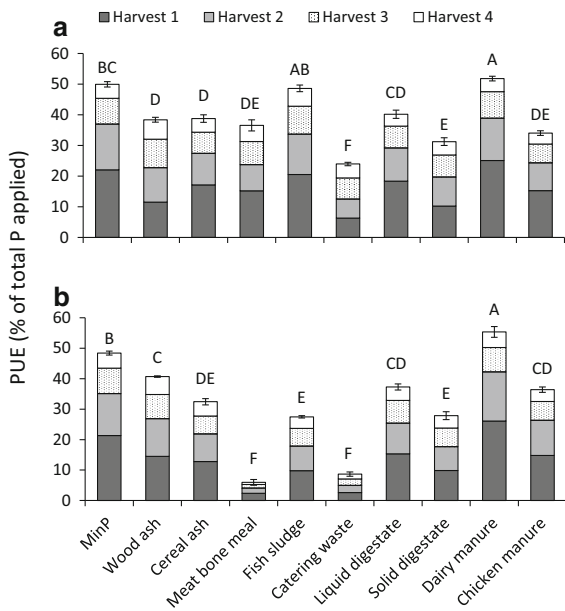 Harvest 1 Harvest 2 Harvest 3 Harvest 4
a
60
50
40
30
20
10
0
BC D D DE AB F CD E A DE
PUE (% of total P applied)
b
60
50
40
30
20
10
0
B C DE F E F CD E A CD
MinP
Wood ash
Cereal ash
Meat bone meal
Fish sludge
Catering waste
Liquid digestate
Solid digestate
Dairy manure
Chicken manure